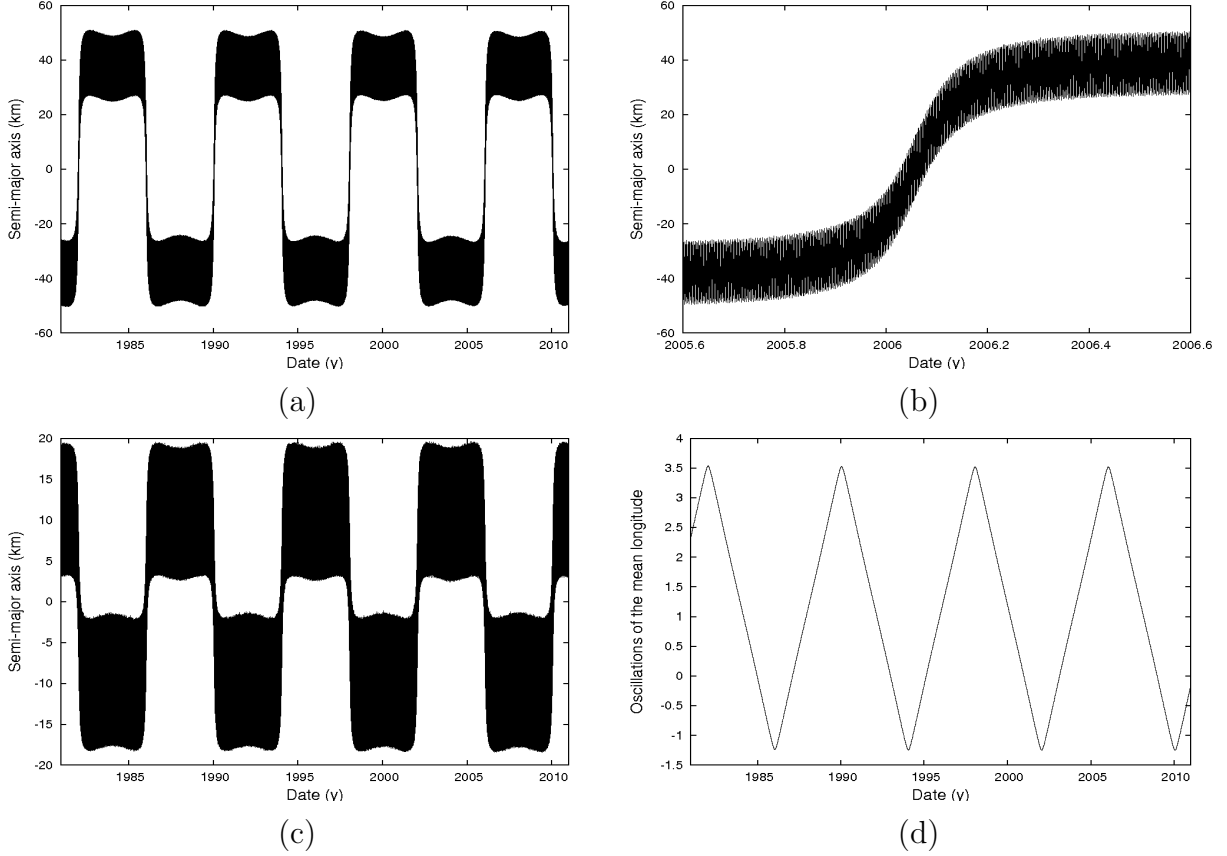 60
40
20
0
-20
-40
-60
Semi-major axis (km)
1985 1990 1995 2000 2005 2010
Date (y)
(a)
60
40
20
0
-20
-40
-60
Semi-major axis (km)
2005.6 2005.8 2006 2006.2 2006.4 2006.6
Date (y)
(b)
20
15
10
5
0
-5
-10
-15
-20
Semi-major axis (km)
1985 1990 1995 2000 2005 2010
Date (y)
(c)
4
3.5
3
2.5
2
1.5
1
0.5
0
-0.5
-1
-1.5
Oscillations of the mean longitude
1985 1990 1995 2000 2005 2010
Date (y)
(d)